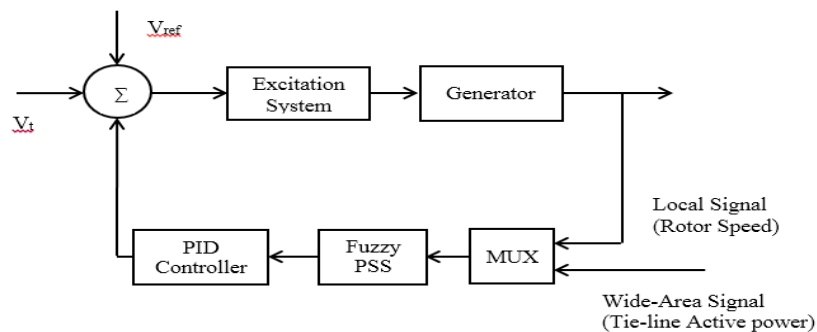 Vref
Σ
Excitation
System
Generator
Vt
Local Signal
(Rotor Speed)
PID
Controller
Fuzzy
PSS
MUX
Wide-Area Signal
(Tie-line Active power)